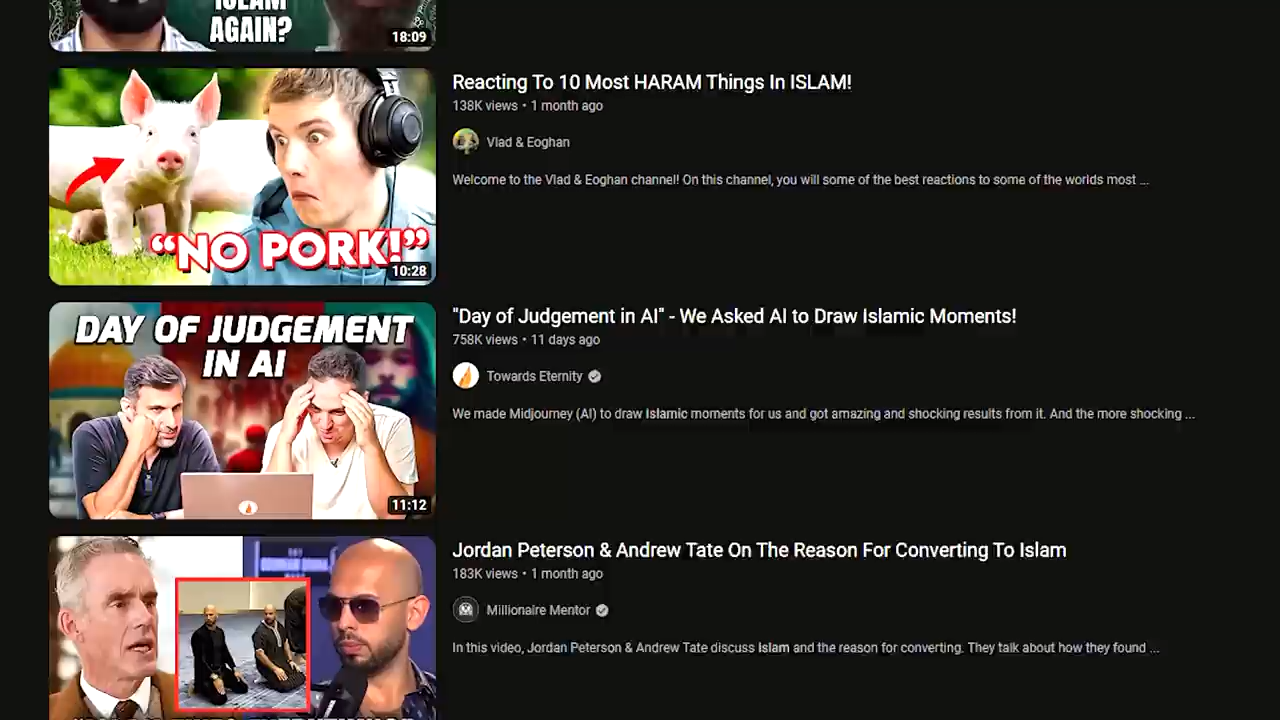 ISLAM
AGAIN?
18:09
Reacting To 10 Most HARAM Things In ISLAM!
138K views • 1 month ago
Vlad & Eoghan
Welcome to the Vlad & Eoghan channel! On this channel, you will some of the best reactions to some of the worlds most ...
“NO PORK!”
10:28
"Day of Judgement in AI" - We Asked AI to Draw Islamic Moments!
758K views • 11 days ago
Towards Eternity
We made Midjourney (AI) to draw Islamic moments for us and got amazing and shocking results from it. And the more shocking ...
DAY OF JUDGEMENT
IN AI
11:12
Jordan Peterson & Andrew Tate On The Reason For Converting To Islam
183K views • 1 month ago
Millionaire Mentor
In this video, Jordan Peterson & Andrew Tate discuss Islam and the reason for converting. They talk about how they found ...